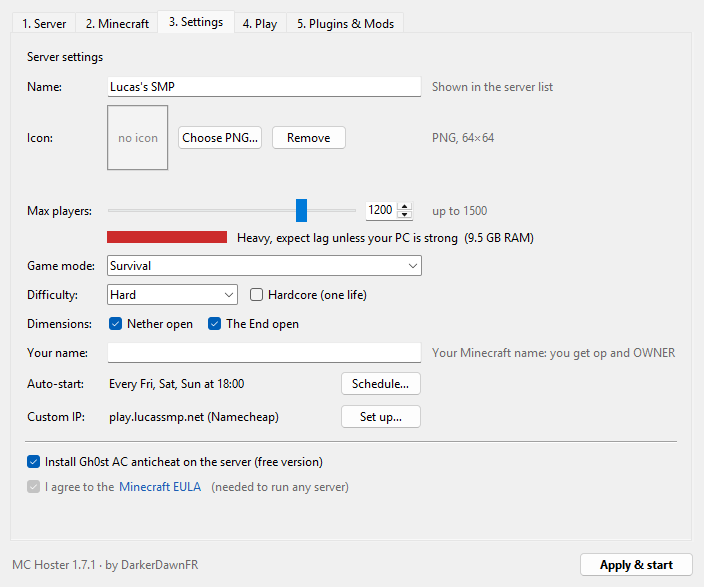 1. Server 2. Minecraft 3. Settings 4. Play 5. Plugins & Mods
Server settings
Name: Lucas's SMP Shown in the server list
Icon: no icon Choose PNG... Remove PNG, 64×64
Max players: 1200 up to 1500
Heavy, expect lag unless your PC is strong (9.5 GB RAM)
Game mode: Survival
Difficulty: Hard Hardcore (one life)
Dimensions: Nether open The End open
Your name: Your Minecraft name: you get op and OWNER
Auto-start: Every Fri, Sat, Sun at 18:00 Schedule...
Custom IP: play.lucassmp.net (Namecheap) Set up...
Install Gh0st AC anticheat on the server (free version)
I agree to the Minecraft EULA (needed to run any server)
MC Hoster 1.7.1 · by DarkerDawnFR Apply & start